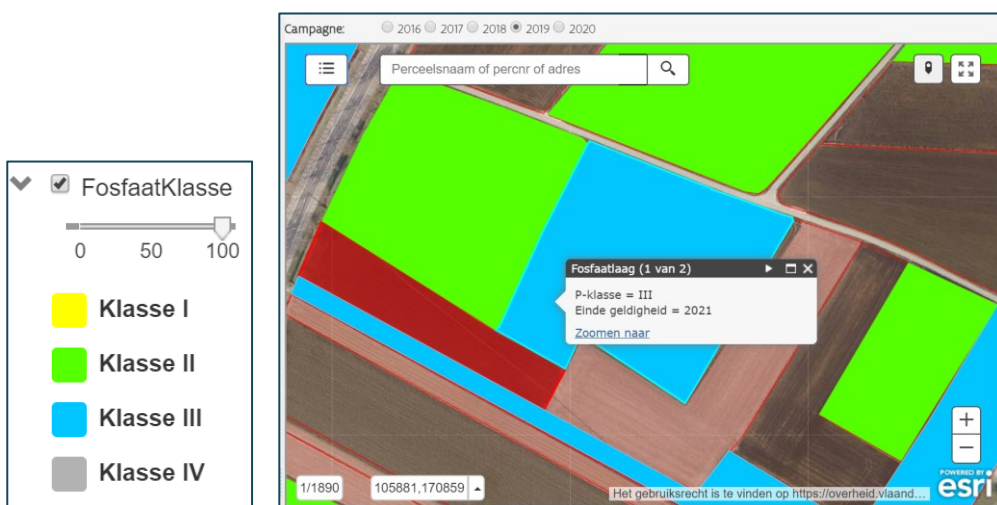 FosfaatKlasse
0 50 100
Klasse I
Klasse II
Klasse III
Klasse IV
Campagne: 2016 2017 2018 2019 2020
Perceelsnaam of percnr of adres
Fosfaatlaag (1 van 2)
P-klasse = III
Einde geldigheid = 2021
Zoomen naar
+
−
1/1890
105881,170859
Het gebruiksrecht is te vinden op https://overheid.vlaand...
POWERED BY
esri